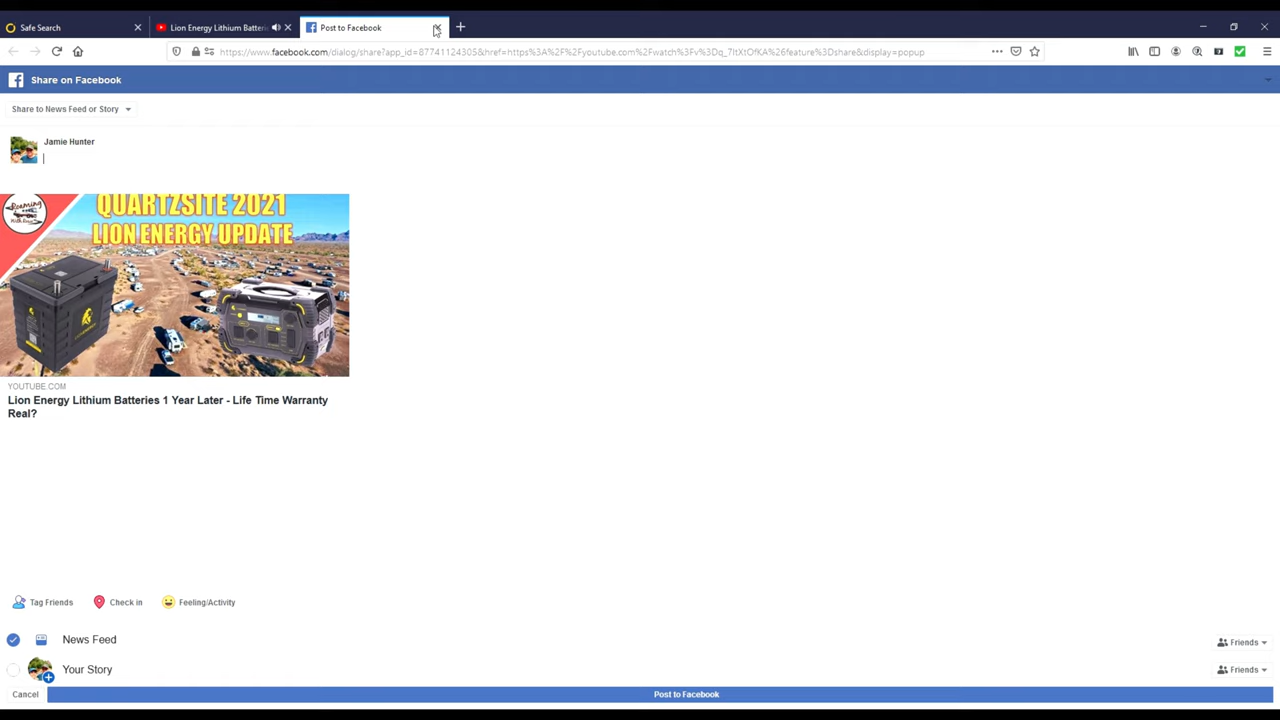 Safe Search
Lion Energy Lithium Batteri
Post to Facebook
https://www.facebook.com/dialog/share?app_id=87741124305&href=https%3A%2F%2Fyoutube.com%2Fwatch%3Fv%3Dq_7ltXtOfKA%26feature%3Dshare&display=popup
Share on Facebook
Share to News Feed or Story
Jamie Hunter
Roaming
QUARTZSITE 2021
LION ENERGY UPDATE
YOUTUBE.COM
Lion Energy Lithium Batteries 1 Year Later - Life Time Warranty
Real?
Tag Friends
Check in
Feeling/Activity
News Feed
Friends
Your Story
Friends
Cancel
Post to Facebook